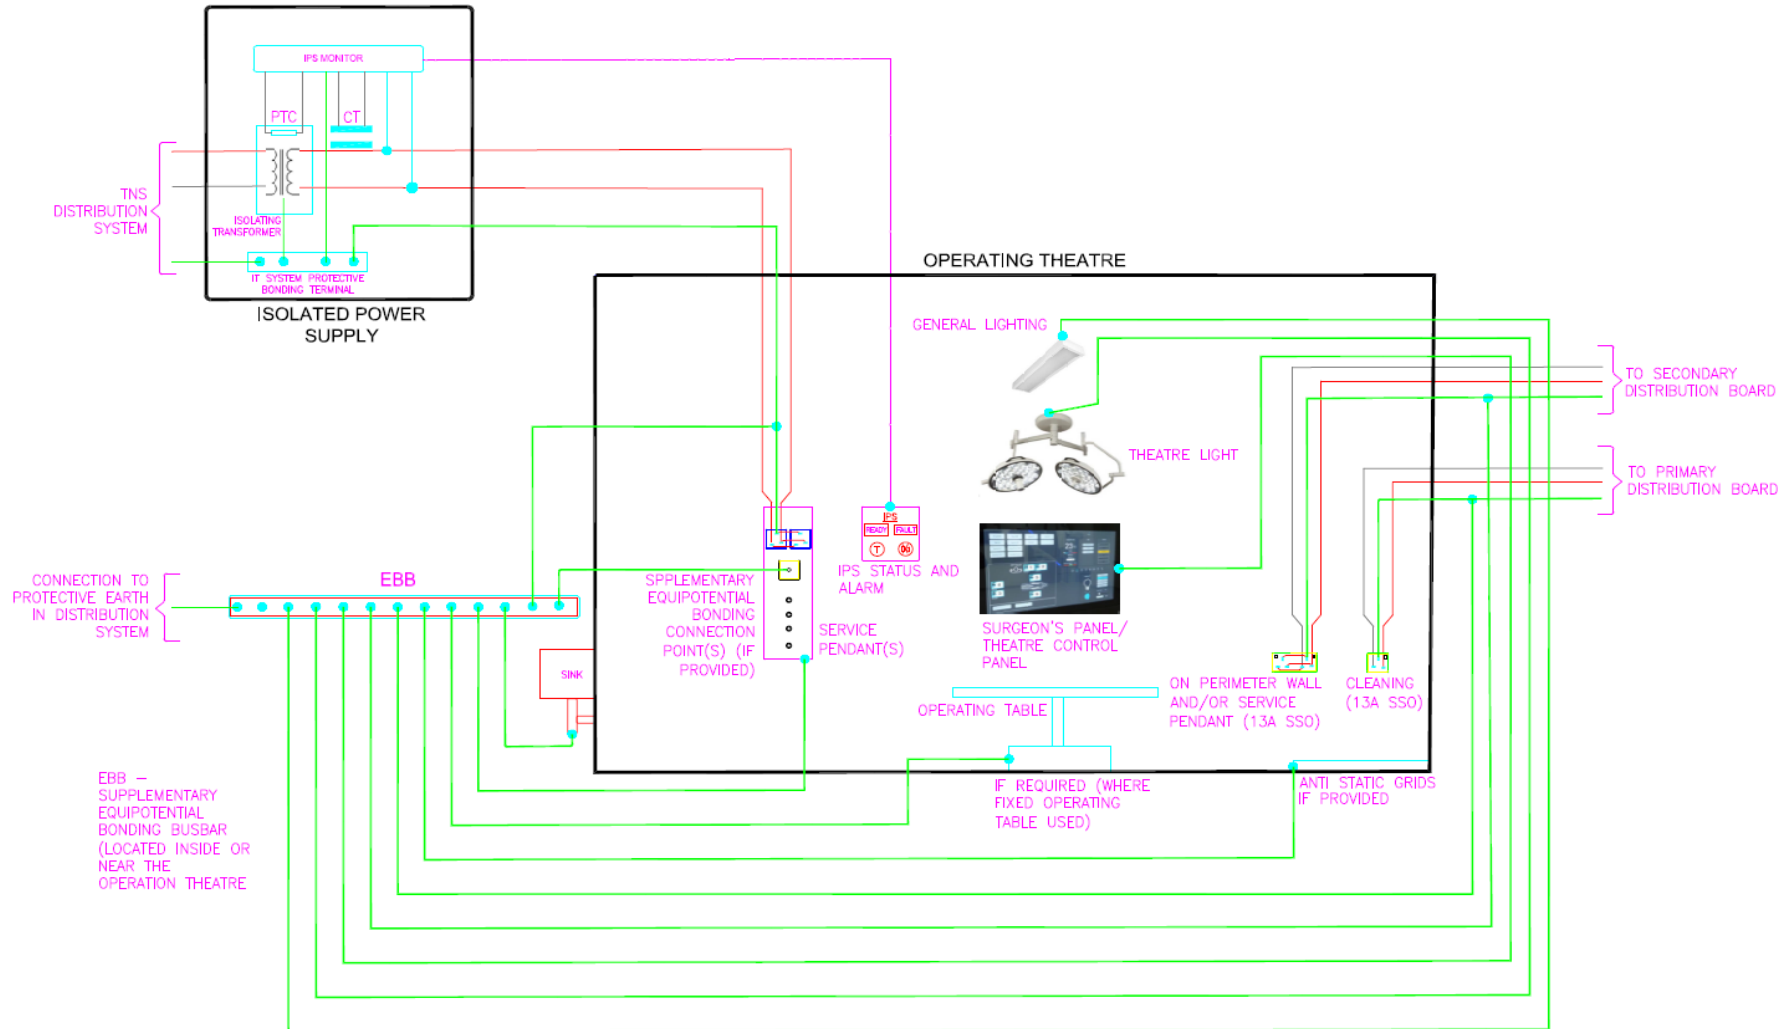 IPS MONITOR
PTC
CT
TNS
DISTRIBUTION
SYSTEM
ISOLATING
TRANSFORMER
IT SYSTEM PROTECTIVE
BONDING TERMINAL
ISOLATED POWER
SUPPLY
OPERATING THEATRE
GENERAL LIGHTING
THEATRE LIGHT
TO SECONDARY
DISTRIBUTION BOARD
TO PRIMARY
DISTRIBUTION BOARD
IPS
READY
FAULT
T
IPS STATUS AND
ALARM
CONNECTION TO
PROTECTIVE EARTH
IN DISTRIBUTION
SYSTEM
EBB
SPPLEMENTARY
EQUIPOTENTIAL
BONDING
CONNECTION
POINT(S) (IF
PROVIDED)
SERVICE
PENDANT(S)
SURGEON'S PANEL/
THEATRE CONTROL
PANEL
SINK
OPERATING TABLE
ON PERIMETER WALL
AND/OR SERVICE
PENDANT (13A SSO)
CLEANING
(13A SSO)
IF REQUIRED (WHERE
FIXED OPERATING
TABLE USED)
ANTI STATIC GRIDS
IF PROVIDED
EBB –
SUPPLEMENTARY
EQUIPOTENTIAL
BONDING BUSBAR
(LOCATED INSIDE OR
NEAR THE
OPERATION THEATRE